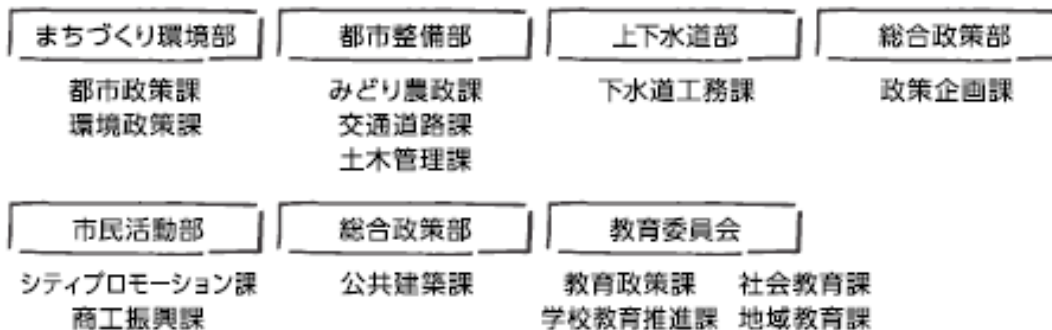 まちづくり環境部 都市整備部 上下水道部 総合政策部
都市政策課 みどり農政課 下水道工務課 政策企画課
環境政策課 交通道路課
土木管理課
市民活動部 総合政策部 教育委員会
シティプロモーション課 公共建築課 教育政策課 社会教育課
商工振興課 学校教育推進課 地域教育課